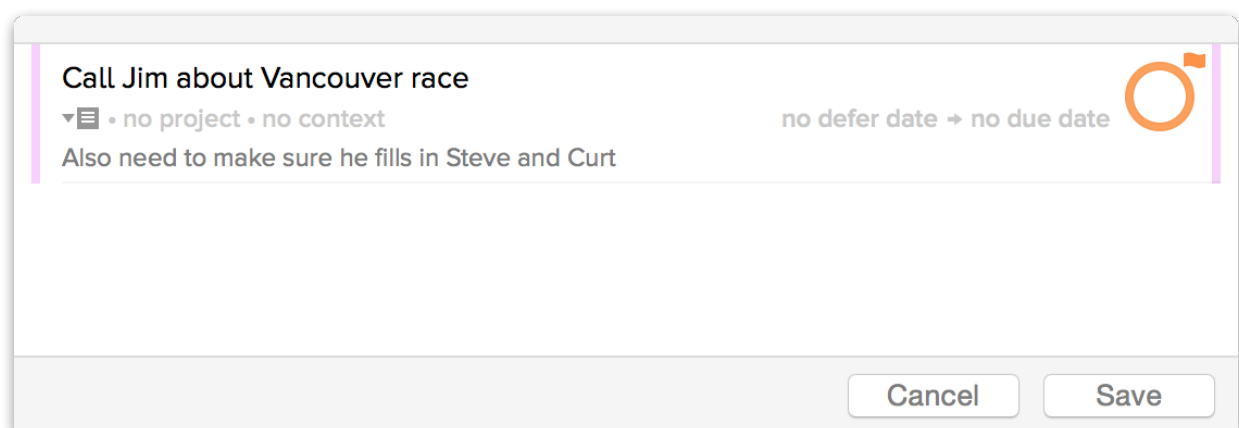 Call Jim about Vancouver race
• no project • no context no defer date → no due date
Also need to make sure he fills in Steve and Curt
Cancel Save